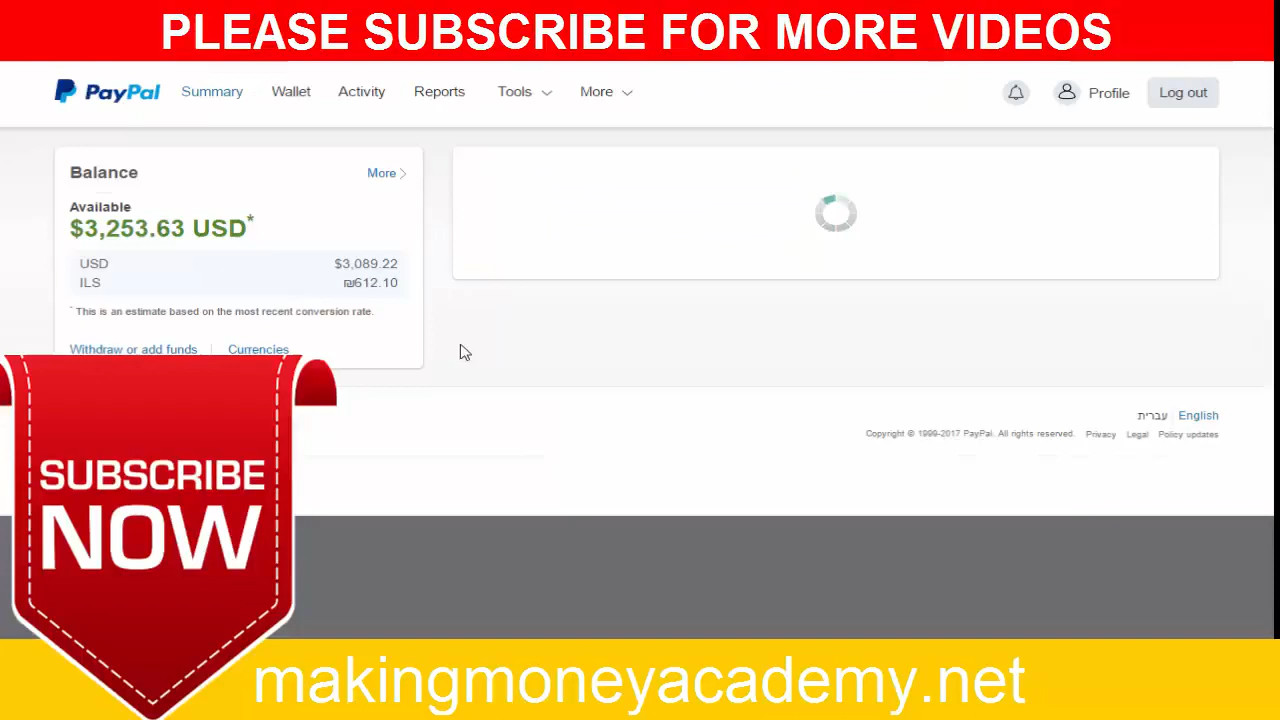 PLEASE SUBSCRIBE FOR MORE VIDEOS
PayPal Summary Wallet Activity Reports Tools More Profile Log out
Balance More
Available
$3,253.63 USD*
USD $3,089.22
ILS ₪612.10
* This is an estimate based on the most recent conversion rate.
Withdraw or add funds | Currencies
עברית | English
Copyright © 1999-2017 PayPal. All rights reserved. Privacy Legal Policy updates
SUBSCRIBE
NOW
makingmoneyacademy.net